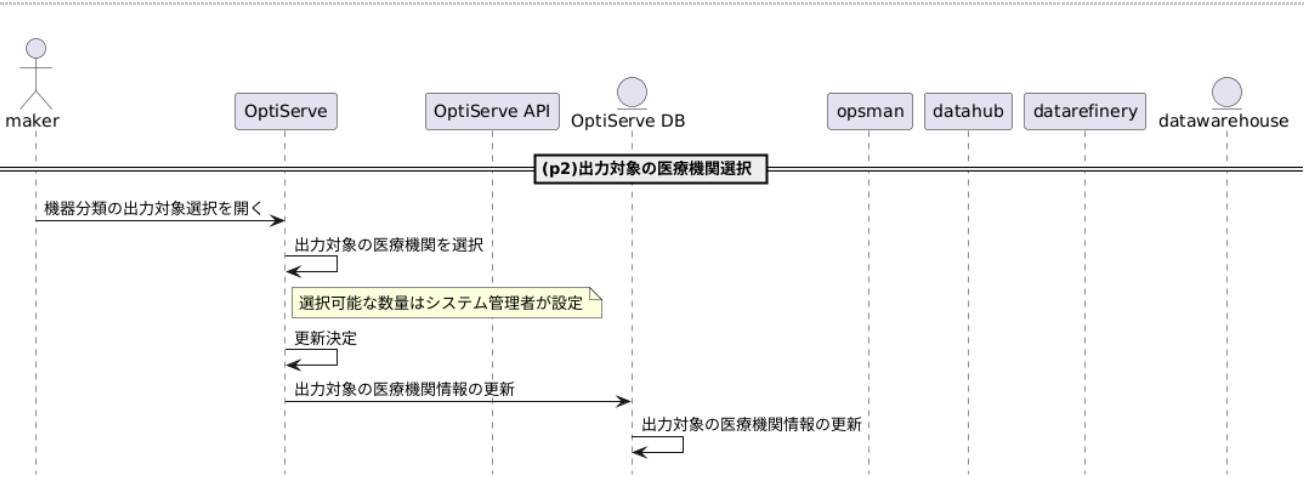 maker
OptiServe
OptiServe API
OptiServe DB
opsman
datahub
datarefinery
datawarehouse
(p2)出力対象の医療機関選択
機器分類の出力対象選択を開く
出力対象の医療機関を選択
選択可能な数量はシステム管理者が設定
更新決定
出力対象の医療機関情報の更新
出力対象の医療機関情報の更新